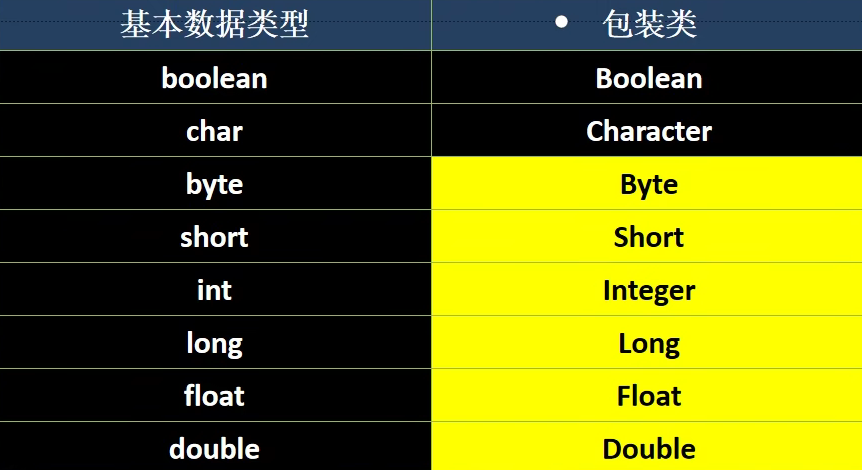 基本数据类型 • 包装类
boolean Boolean
char Character
byte Byte
short Short
int Integer
long Long
float Float
double Double